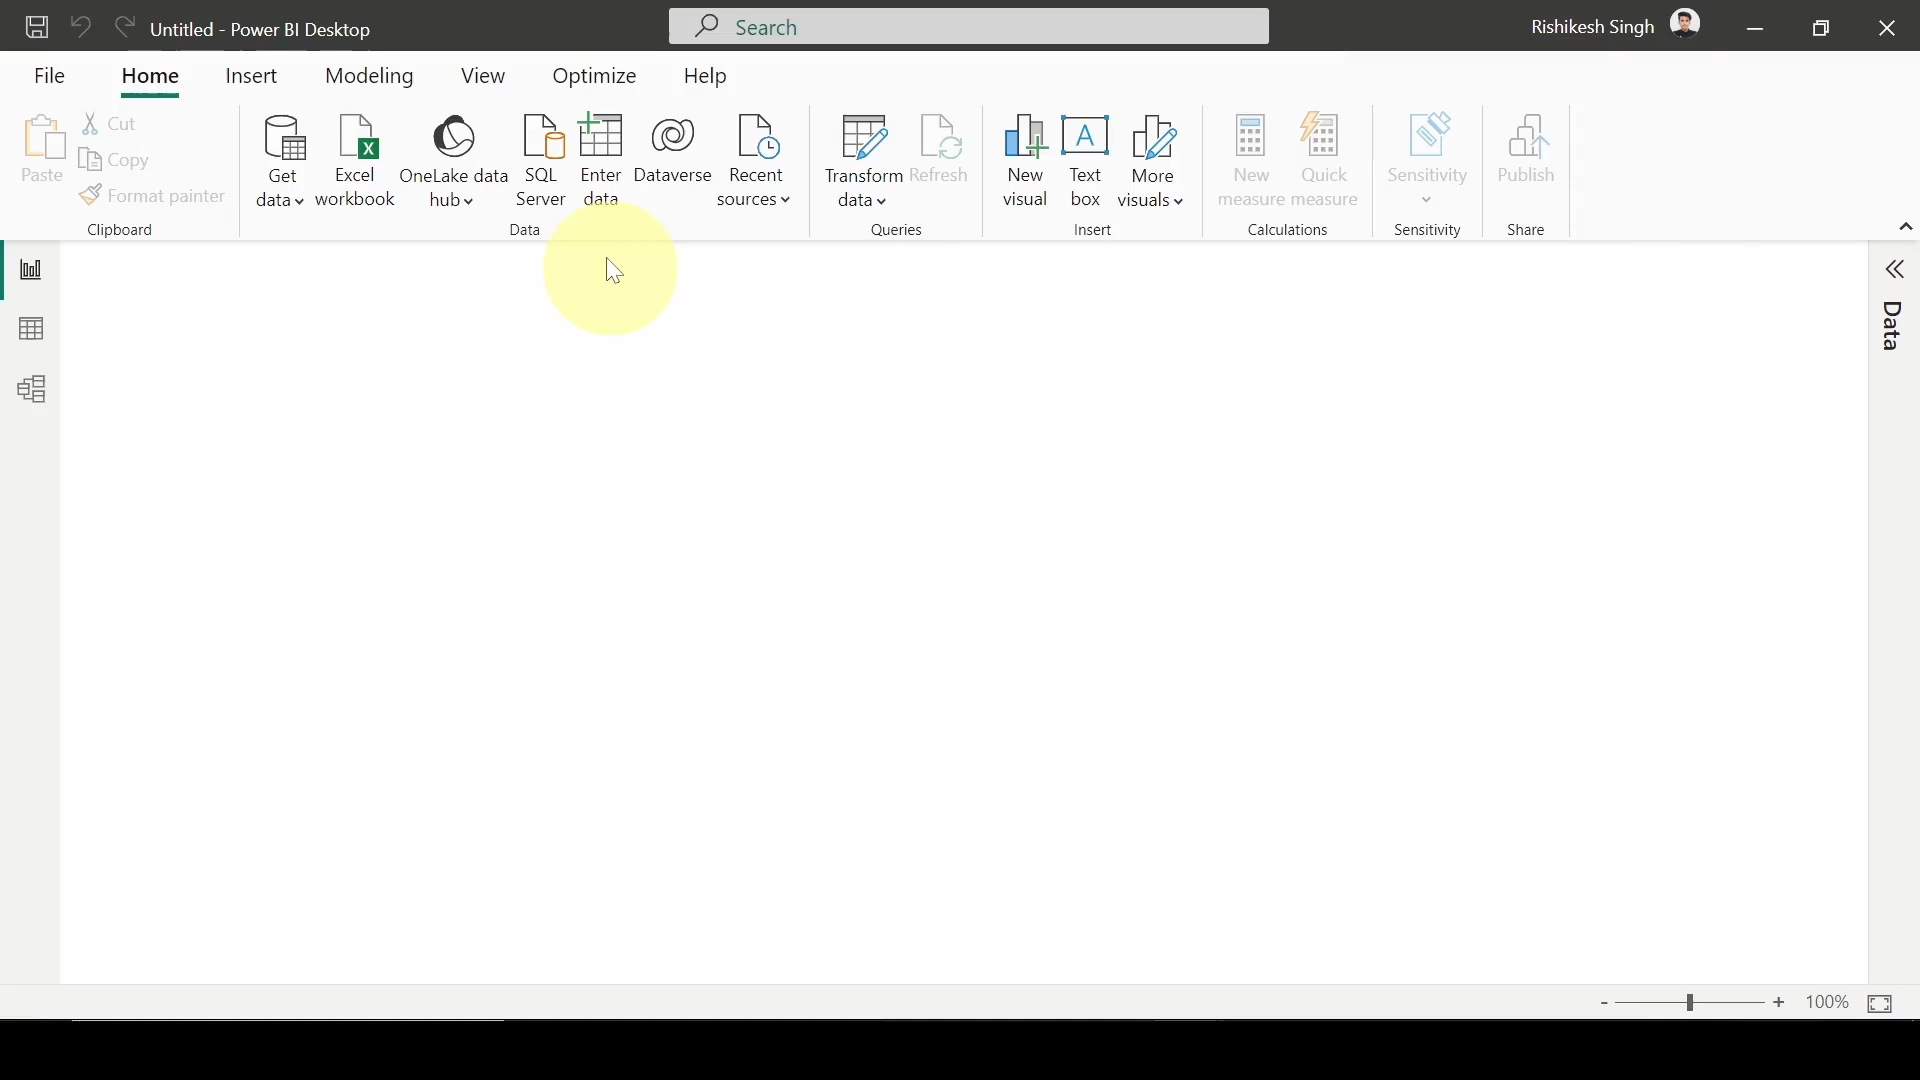 Untitled - Power BI Desktop
Search
Rishikesh Singh
File Home Insert Modeling View Optimize Help
Paste
Cut
Copy
Format painter
Clipboard
Get data
Excel workbook
OneLake data hub
SQL Server
Enter data
Dataverse
Recent sources
Data
Transform data
Refresh
Queries
New visual
Text box
More visuals
Insert
New measure
Quick measure
Calculations
Sensitivity
Sensitivity
Publish
Share
Data
A
X
- + 100%